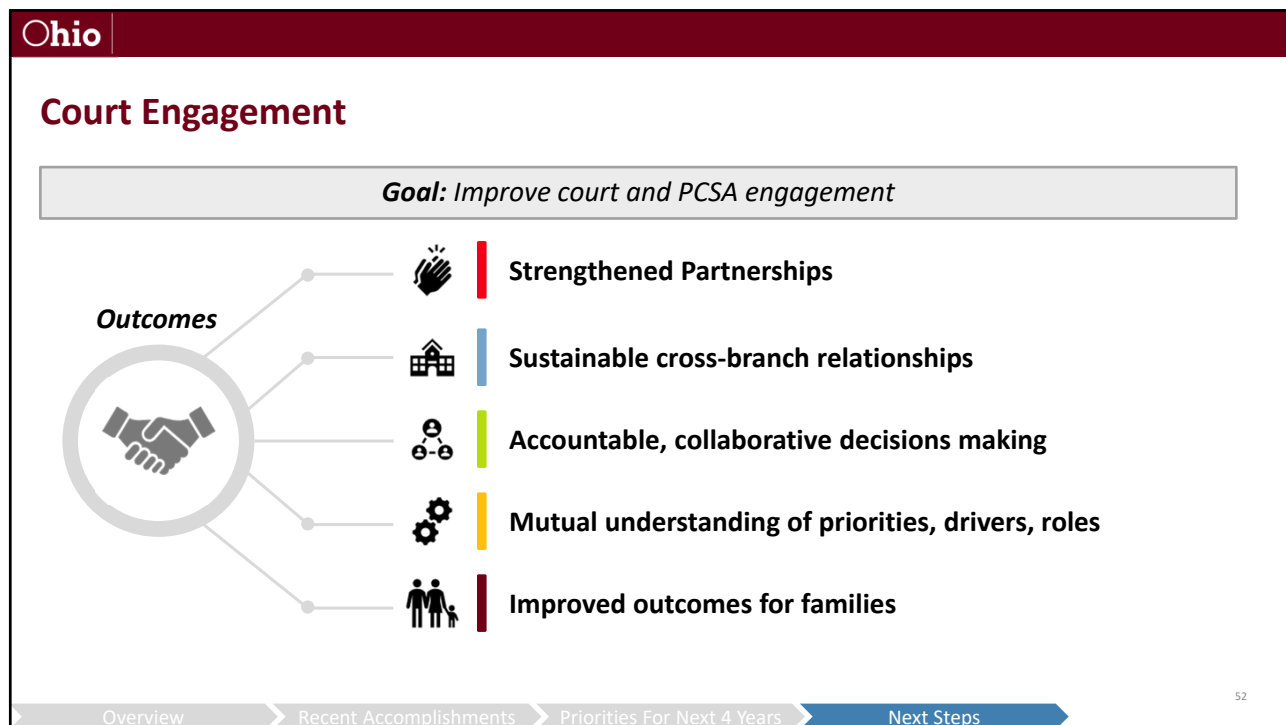 Ohio
Court Engagement
Goal: Improve court and PCSA engagement
Outcomes
Strengthened Partnerships
Sustainable cross-branch relationships
Accountable, collaborative decisions making
Mutual understanding of priorities, drivers, roles
Improved outcomes for families
52
Overview Recent Accomplishments Priorities For Next 4 Years Next Steps